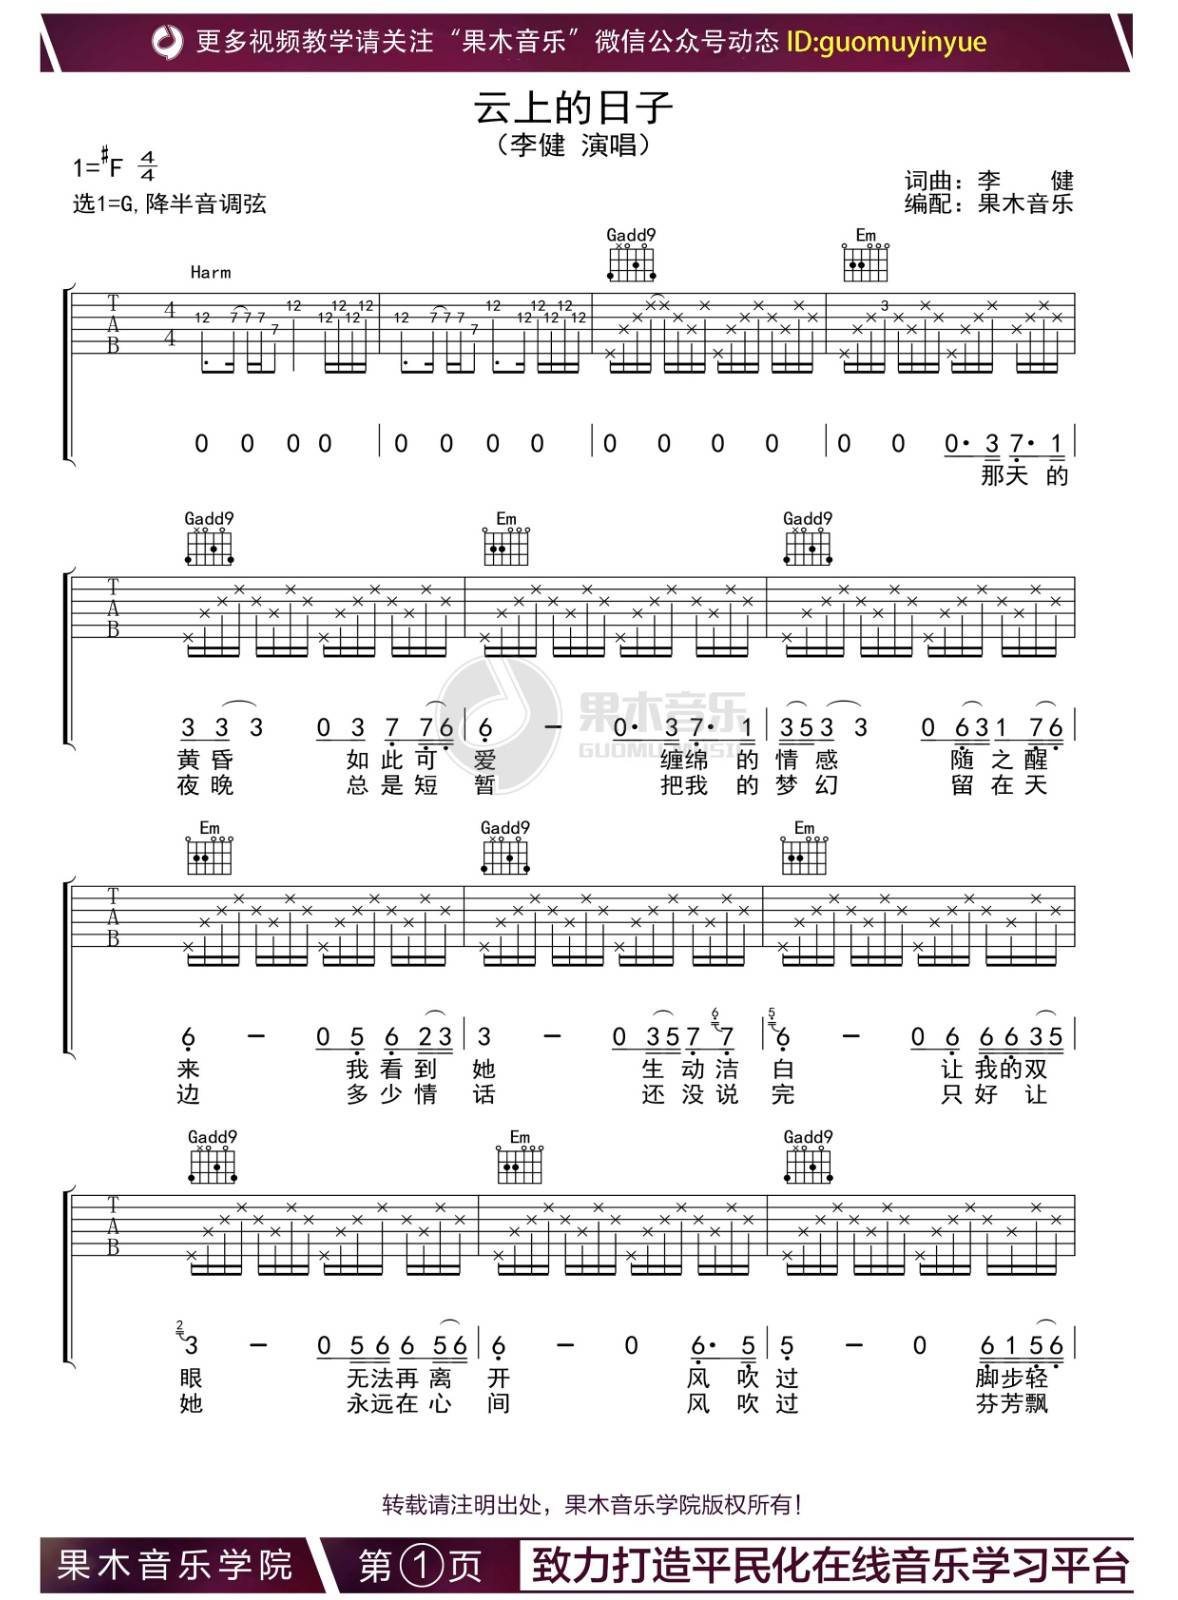 更多视频教学请关注“果木音乐”微信公众号动态 ID:guomuyinyue
云上的日子
（李健 演唱）
1=#F 4/4
选1=G,降半音调弦
词曲：李 健
编配：果木音乐
Gadd9 Em
Harm
T A B 4/4 12 7 7 7 7 12 12 12 12 12 12 7 7 7 7 12 12 12 12 12 12 3
0 0 0 0 | 0 0 0 0 | 0 0 0 0 | 0 0 0· 3 7· 1 |
那天 的
Gadd9 Em Gadd9
T A B
3 3 3 0 3 7 7 6 | 6 - 0· 3 7· 1 | 3 5 3 3 0 6 3 1 7 6 |
果木音乐
GUOMU MUSIC
黄昏 如此可 爱 缠绵 的 情感 随之醒
夜晚 总是短 暂 把我 的 梦幻 留在天
Em Gadd9 Em
T A B
6 - 0 5 6 2 3 | 3 - 0 3 5 7 6 7 | 5 6 - 0 6 6 6 3 5 |
来 我看到 她 生动洁 白 让我的双
边 多少情 话 还没说 完 只好让
Gadd9 Em Gadd9
T A B
2 3 - 0 5 6 6 5 6 | 6 - 0 6· 5 | 5 - 0 6 1 5 6 |
眼 无法再离 开 风吹 过 脚步轻
她 永远在心 间 风吹 过 芬芳飘
转载请注明出处，果木音乐学院版权所有！
果木音乐学院 第①页 致力打造平民化在线音乐学习平台